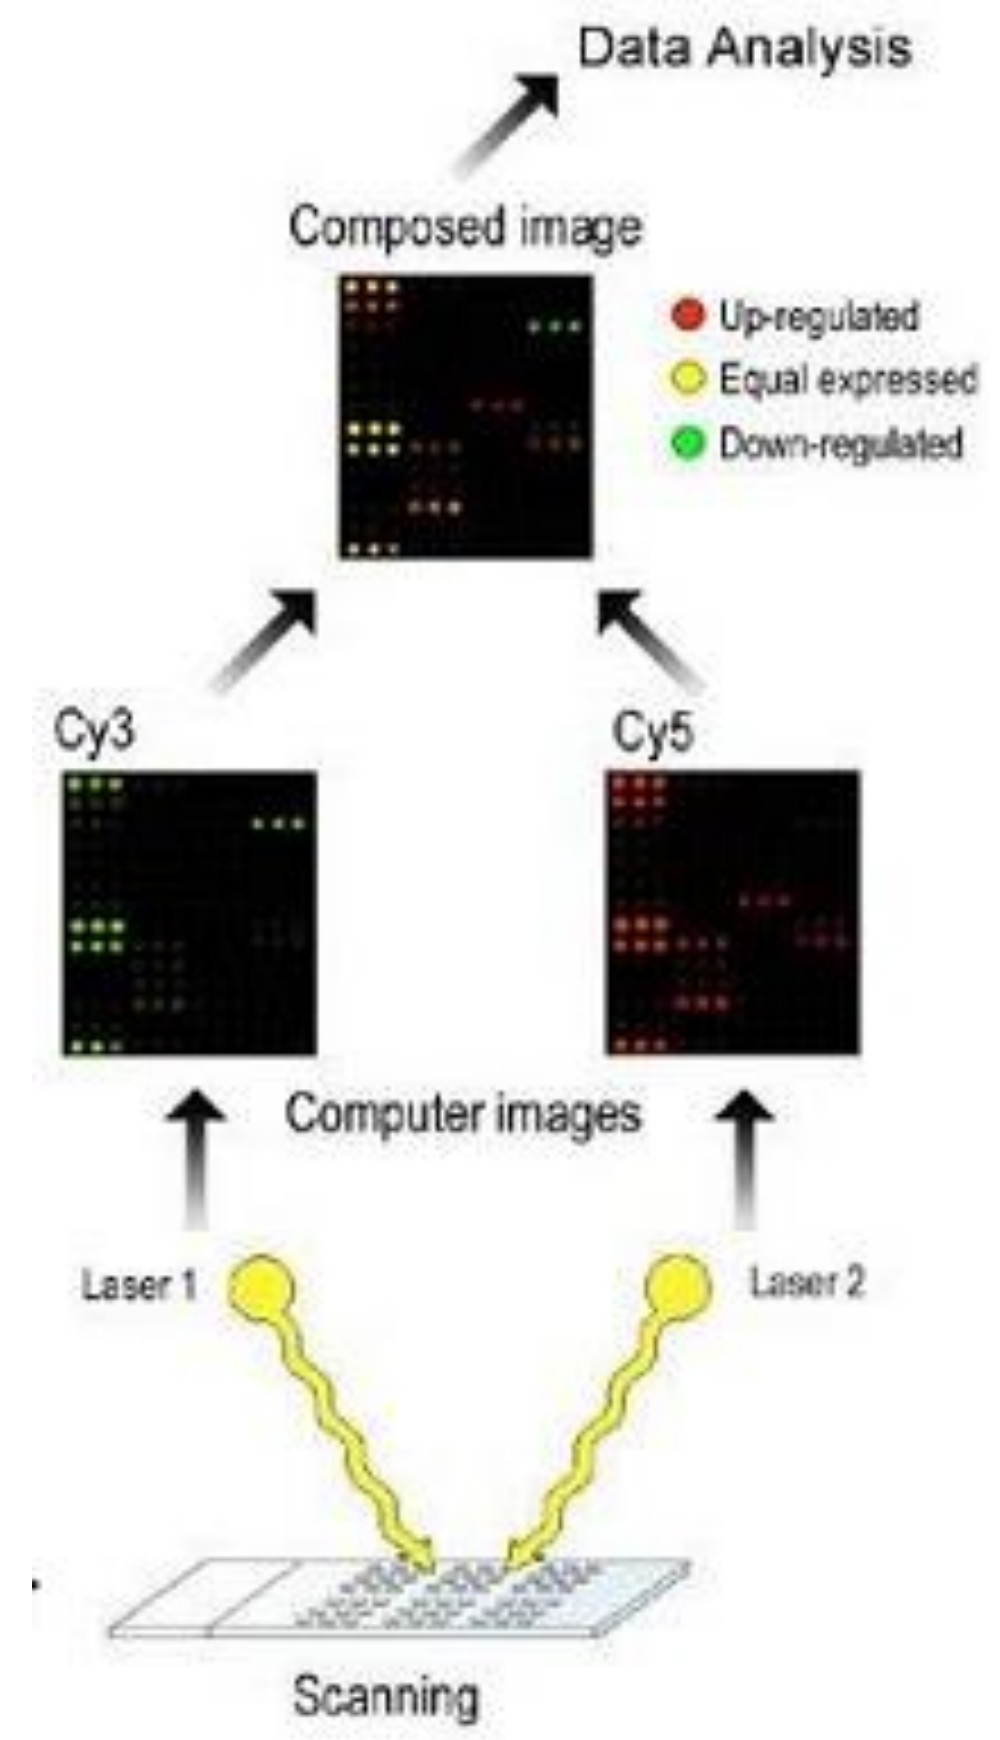 Data Analysis
Composed image
Up-regulated
Equal expressed
Down-regulated
Cy3
Cy5
Computer images
Laser 1
Laser 2
Scanning